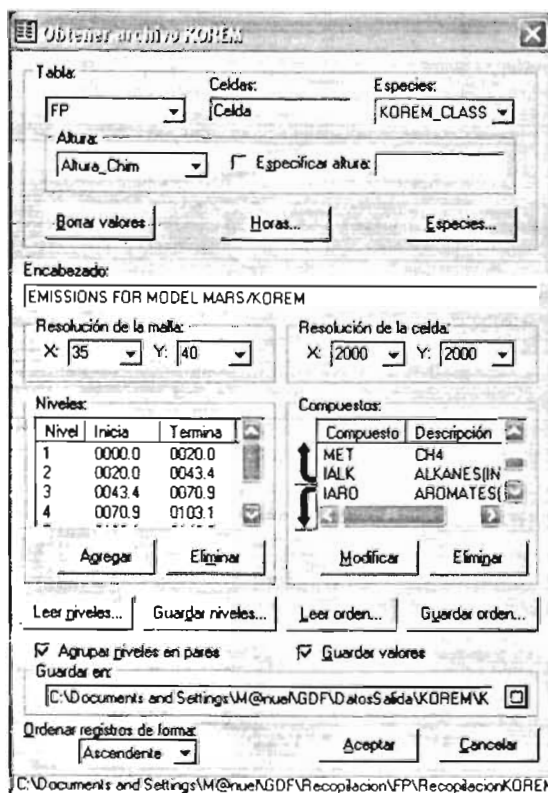 Obtener archivo KOREM
Tabla: Celdas: Especies:
FP Celda KOREM_CLASS
Altura:
Altura_Chim Especificar altura:
Borrar valores Horas... Especies...
Encabezado:
EMISSIONS FOR MODEL MARS/KOREM
Resolución de la malla: Resolución de la celda:
X: 35 Y: 40 X: 2000 Y: 2000
Niveles: Compuestos:
Nivel Inicia Termina Compuesto Descripción
1 0000.0 0020.0 MET CH4
2 0020.0 0043.4 IALK ALKANES(IN
3 0043.4 0070.9 IARO AROMATES(
4 0070.9 0103.1
Agregar Eliminar Modificar Eliminar
Leer niveles... Guardar niveles... Leer orden... Guardar orden...
Agrupar niveles en pares Guardar valores
Guardar en:
C:\Documents and Settings\M@nuel\GDF\DatosSalida\KOREM\K
Ordenar registros de forma:
Ascendente Aceptar Cancelar
C:\Documents and Settings\M@nuel\GDF\Recopilacion\FP\RecopilacionKOREM